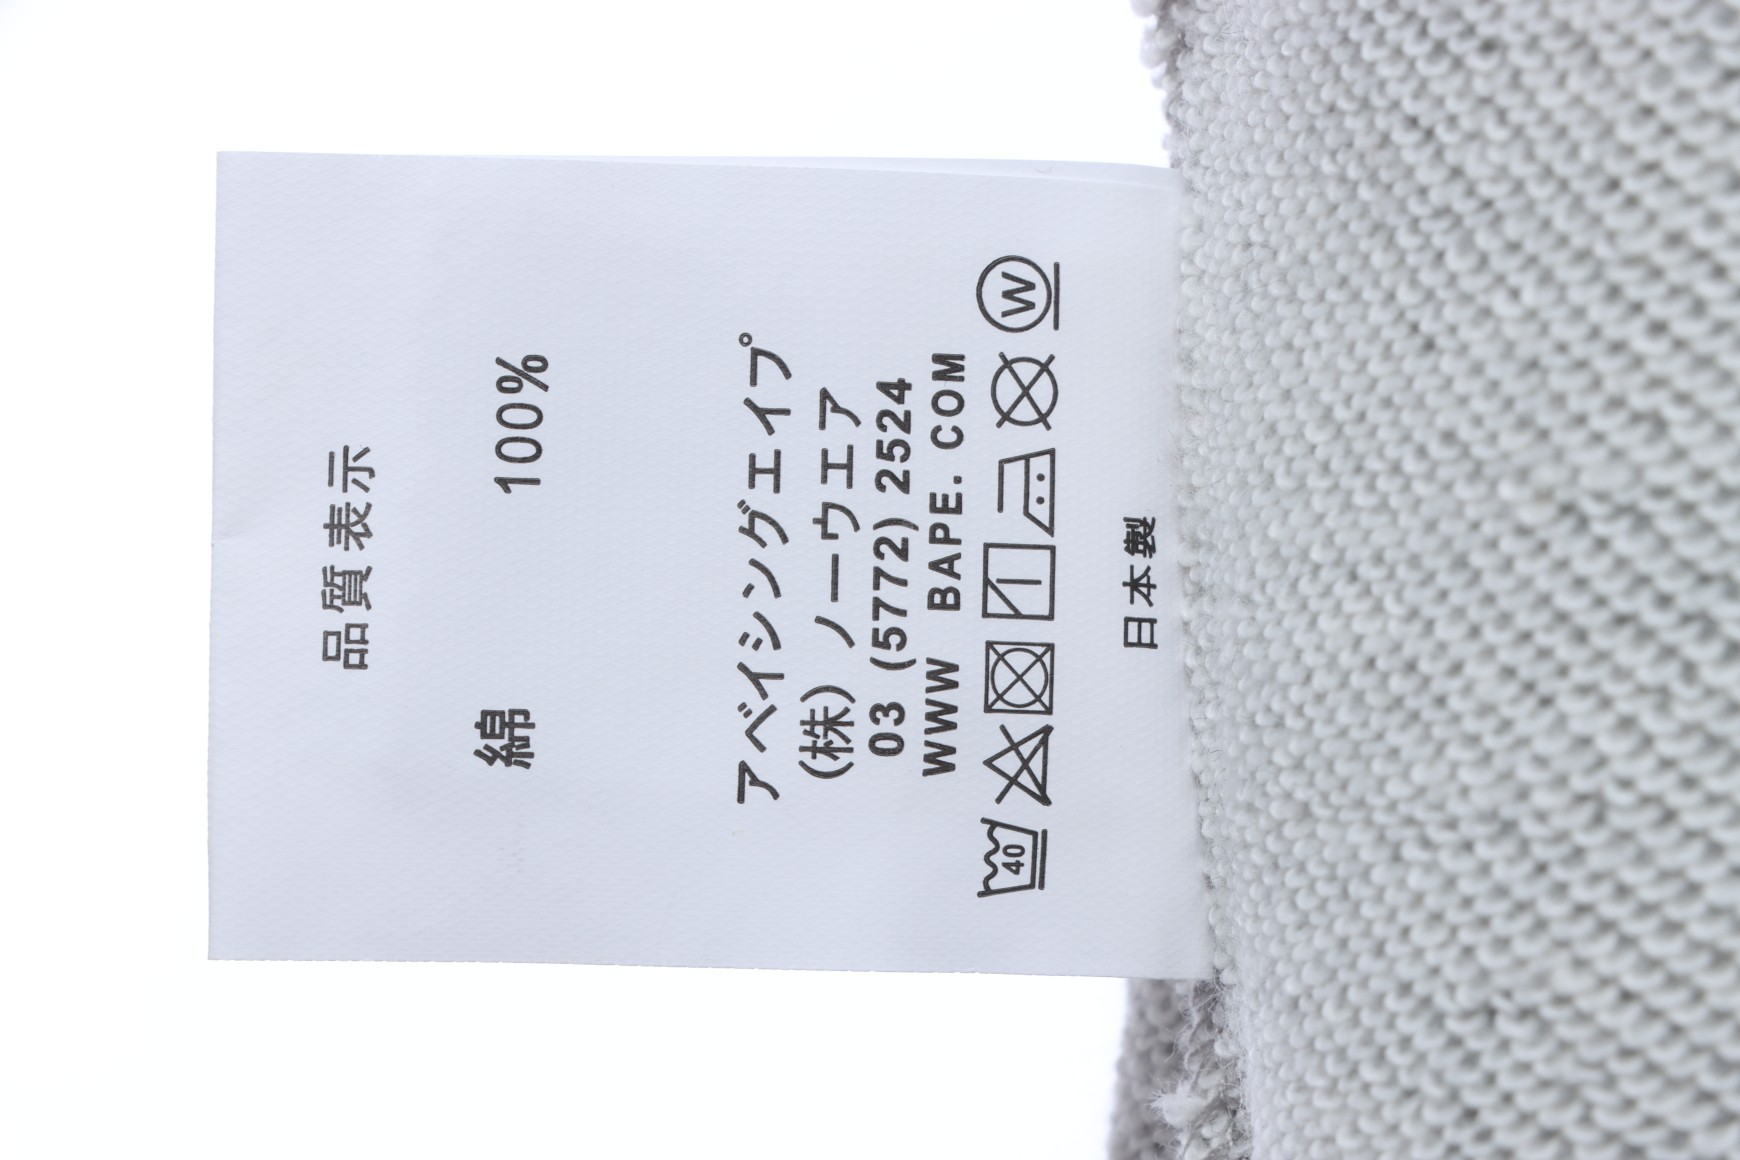 品質表示
綿 100%
アベイシングエイプ
(株) ノーウエア
03 (5772) 2524
WWW BAPE. COM
40 W
日本製